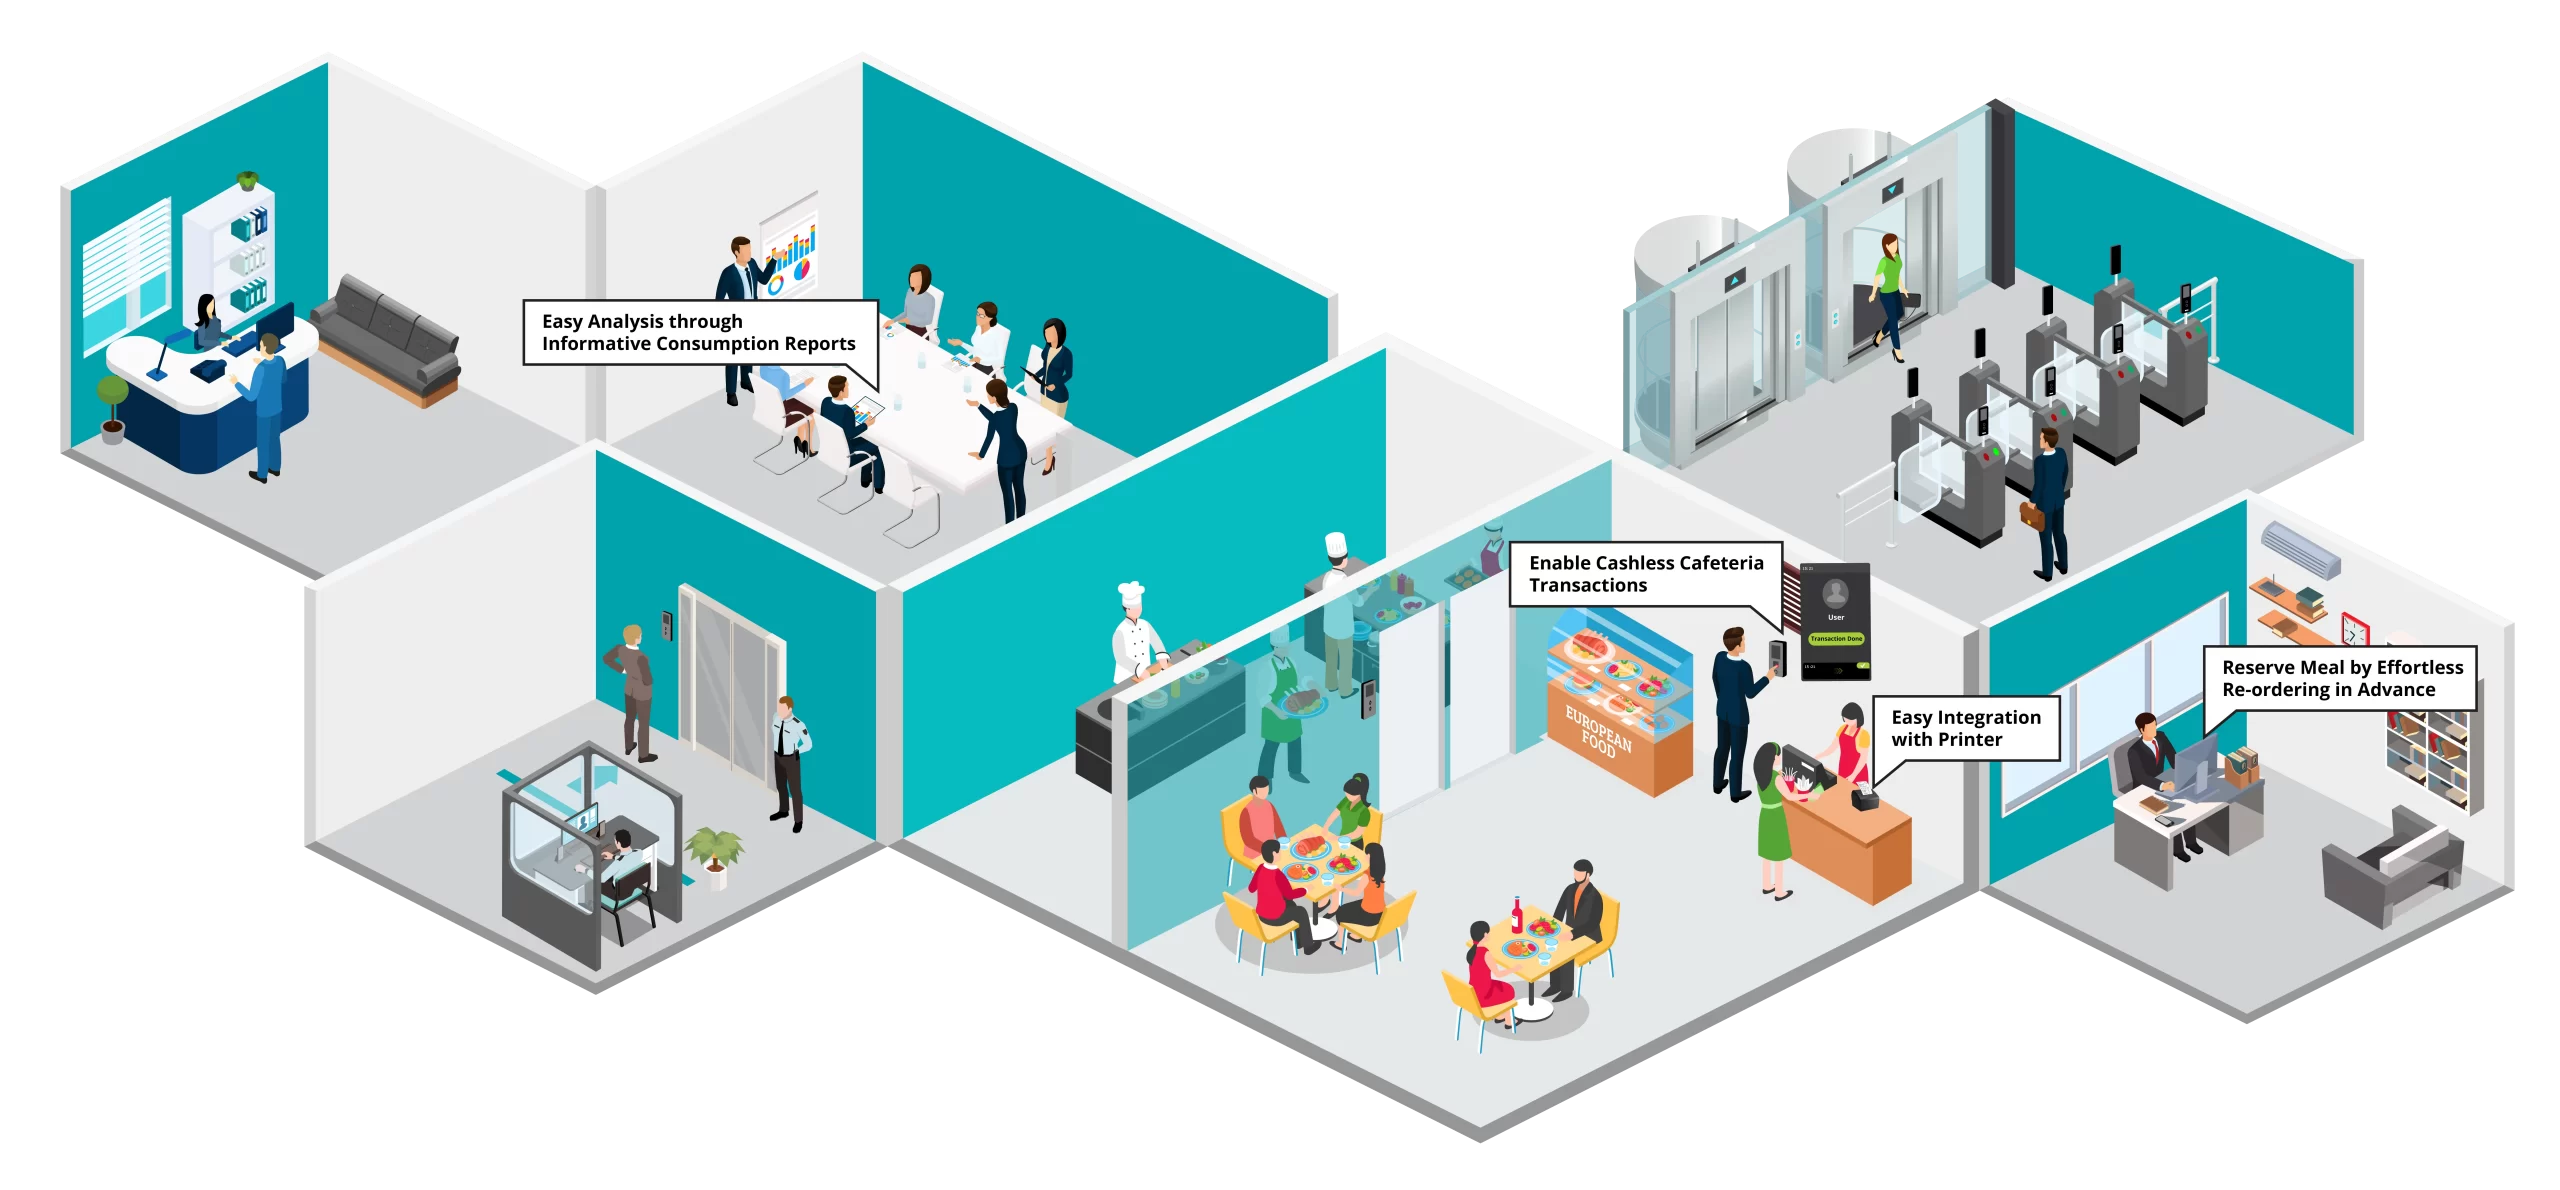 Easy Analysis through
Informative Consumption Reports
Enable Cashless Cafeteria
Transactions
User
Transaction Done
EUROPEAN
FOOD
Easy Integration
with Printer
Reserve Meal by Effortless
Re-ordering in Advance